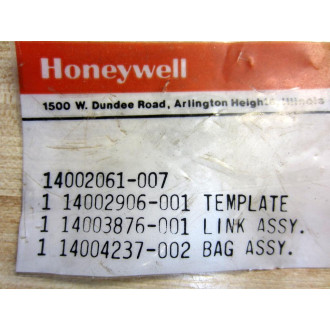 Honeywell
1500 W. Dundee Road, Arlington Heights, Illinois
14002061-007
1 14002906-001 TEMPLATE
1 14003876-001 LINK ASSY.
1 14004237-002 BAG ASSY.